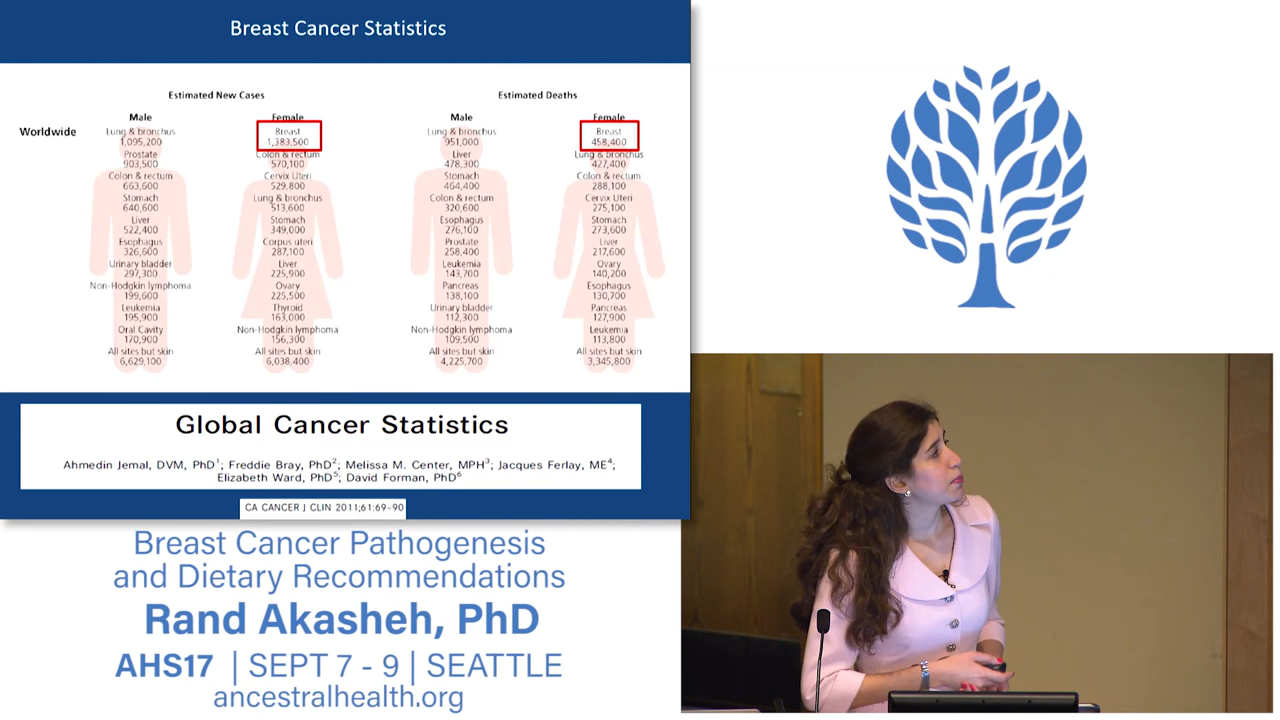 Breast Cancer Statistics
Estimated New Cases
Estimated Deaths
Male
Female
Male
Female
Worldwide
Lung & bronchus
1,095,200
Prostate
903,500
Colon & rectum
663,600
Stomach
640,600
Liver
522,400
Esophagus
326,600
Urinary bladder
297,300
Non-Hodgkin lymphoma
199,600
Leukemia
195,900
Oral Cavity
170,900
All sites but skin
6,629,100
Breast
1,383,500
Colon & rectum
570,100
Cervix Uteri
529,800
Lung & bronchus
513,600
Stomach
349,000
Corpus uteri
287,100
Liver
225,900
Ovary
225,500
Thyroid
163,000
Non-Hodgkin lymphoma
156,300
All sites but skin
6,038,400
Lung & bronchus
951,000
Liver
478,300
Stomach
464,400
Colon & rectum
320,600
Esophagus
276,100
Prostate
258,400
Leukemia
143,700
Pancreas
138,100
Urinary bladder
112,300
Non-Hodgkin lymphoma
109,500
All sites but skin
4,225,700
Breast
458,400
Lung & bronchus
427,400
Colon & rectum
288,100
Cervix Uteri
275,100
Stomach
273,600
Liver
217,600
Ovary
140,200
Esophagus
130,700
Pancreas
127,900
Leukemia
113,800
All sites but skin
3,345,800
Global Cancer Statistics
Ahmedin Jemal, DVM, PhD1; Freddie Bray, PhD2; Melissa M. Center, MPH3; Jacques Ferlay, ME4;
Elizabeth Ward, PhD5; David Forman, PhD6
CA CANCER J CLIN 2011;61:69–90
Breast Cancer Pathogenesis
and Dietary Recommendations
Rand Akasheh, PhD
AHS17 | SEPT 7 - 9 | SEATTLE
ancestralhealth.org